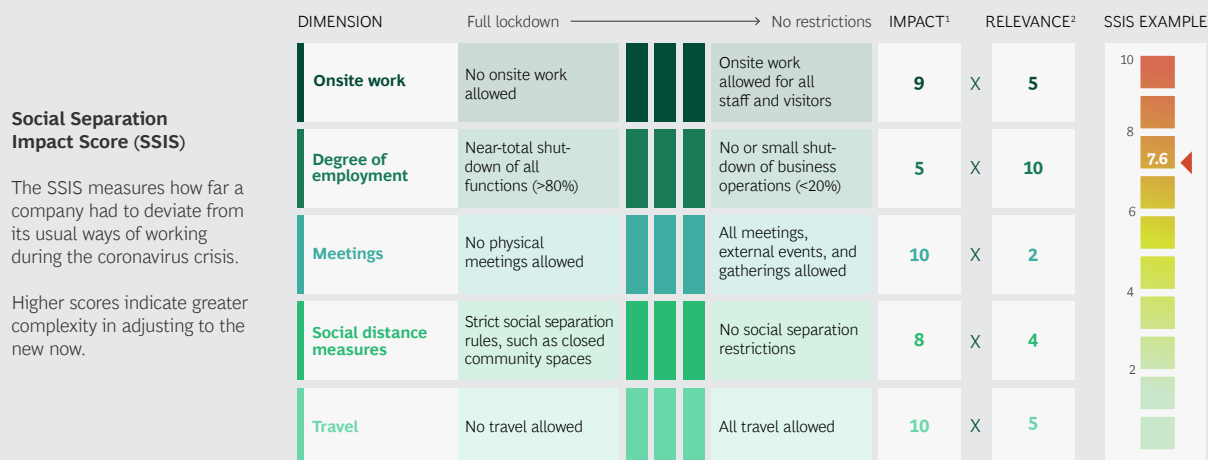 DIMENSION
Full lockdown
No restrictions
IMPACT¹
RELEVANCE²
SSIS EXAMPLE
Social Separation
Impact Score (SSIS)
The SSIS measures how far a
company had to deviate from
its usual ways of working
during the coronavirus crisis.
Higher scores indicate greater
complexity in adjusting to the
new now.
Onsite work
No onsite work
allowed
Onsite work
allowed for all
staff and visitors
9 X 5
Degree of
employment
Near-total shut-
down of all
functions (>80%)
No or small shut-
down of business
operations (<20%)
5 X 10
Meetings
No physical
meetings allowed
All meetings,
external events, and
gatherings allowed
10 X 2
Social distance
measures
Strict social separation
rules, such as closed
community spaces
No social separation
restrictions
8 X 4
Travel
No travel allowed
All travel allowed
10 X 5
10
8
7.6
6
4
2